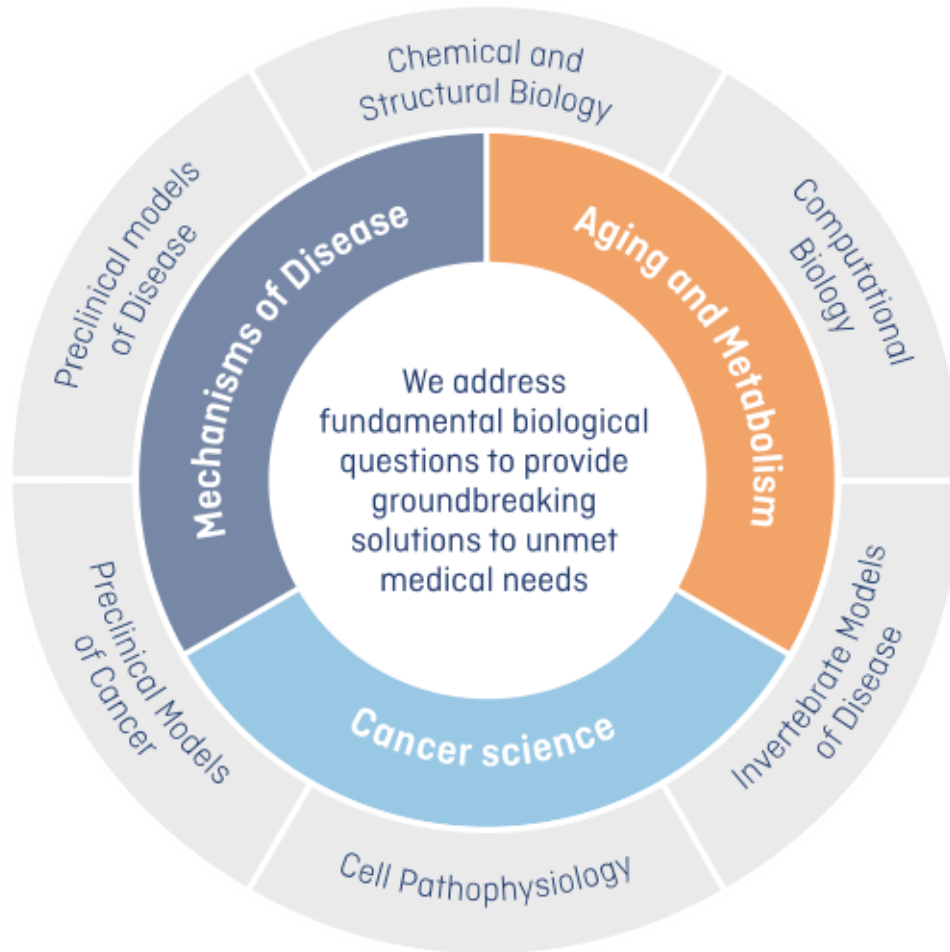 Chemical and
Structural Biology
Computational
Biology
Invertebrate Models
of Disease
Cell Pathophysiology
Preclinical Models
of Cancer
Preclinical models
of Disease
Mechanisms of Disease
Aging and Metabolism
Cancer science
We address
fundamental biological
questions to provide
groundbreaking
solutions to unmet
medical needs